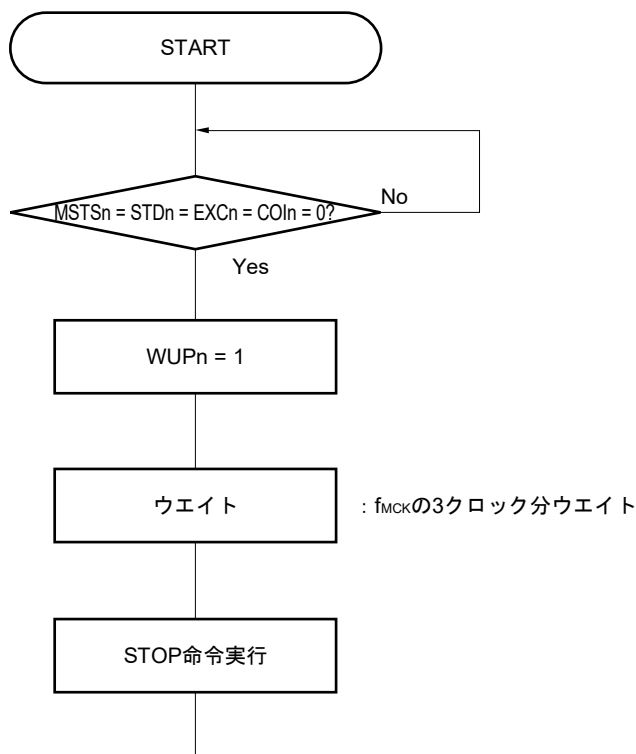 START
MSTSn = STDn = EXCn = COIn = 0?
No
Yes
WUPn = 1
ウエイト
：fMCKの3クロック分ウエイト
STOP命令実行